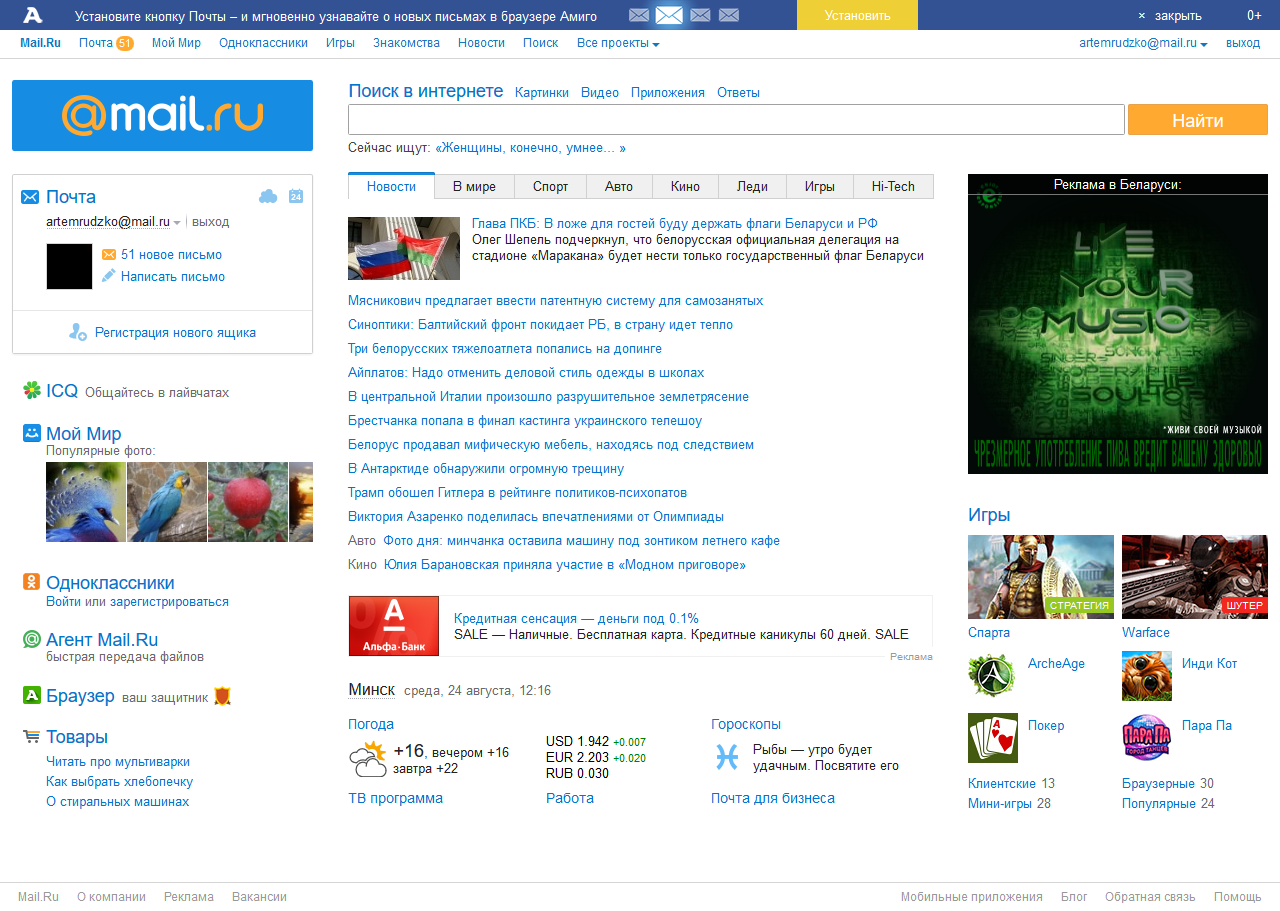 Установите кнопку Почты – и мгновенно узнавайте о новых письмах в браузере Амиго
Установить
× закрыть
0+
Mail.Ru Почта 51 Мой Мир Одноклассники Игры Знакомства Новости Поиск Все проекты
artemrudzko@mail.ru выход
@mail.ru
Поиск в интернете Картинки Видео Приложения Ответы
Найти
Сейчас ищут: «Женщины, конечно, умнее... »
Почта
24
artemrudzko@mail.ru выход
51 новое письмо
Написать письмо
Регистрация нового ящика
ICQ Общайтесь в лайвчатах
Мой Мир
Популярные фото:
Одноклассники
Войти или зарегистрироваться
Агент Mail.Ru
быстрая передача файлов
Браузер ваш защитник
Товары
Читать про мультиварки
Как выбрать хлебопечку
О стиральных машинах
Новости В мире Спорт Авто Кино Леди Игры Hi-Tech
Глава ПКБ: В ложе для гостей буду держать флаги Беларуси и РФ
Олег Шепель подчеркнул, что белорусская официальная делегация на
стадионе «Маракана» будет нести только государственный флаг Беларуси
Мясникович предлагает ввести патентную систему для самозанятых
Синоптики: Балтийский фронт покидает РБ, в страну идет тепло
Три белорусских тяжелоатлета попались на допинге
Айплатов: Надо отменить деловой стиль одежды в школах
В центральной Италии произошло разрушительное землетрясение
Брестчанка попала в финал кастинга украинского телешоу
Белорус продавал мифическую мебель, находясь под следствием
В Антарктиде обнаружили огромную трещину
Трамп обошел Гитлера в рейтинге политиков-психопатов
Виктория Азаренко поделилась впечатлениями от Олимпиады
Авто Фото дня: минчанка оставила машину под зонтиком летнего кафе
Кино Юлия Барановская приняла участие в «Модном приговоре»
А
Альфа·Банк
Кредитная сенсация — деньги под 0.1%
SALE — Наличные. Бесплатная карта. Кредитные каникулы 60 дней. SALE
Реклама
Минск среда, 24 августа, 12:16
Погода
+16, вечером +16
завтра +22
USD 1.942 +0.007
EUR 2.203 +0.020
RUB 0.030
Гороскопы
Рыбы — утро будет
удачным. Посвятите его
ТВ программа Работа Почта для бизнеса
Реклама в Беларуси:
LIVE
YOUR
MUSIC
SOUL
HIP
*ЖИВИ СВОЕЙ МУЗЫКОЙ
ЧРЕЗМЕРНОЕ УПОТРЕБЛЕНИЕ ПИВА ВРЕДИТ ВАШЕМУ ЗДОРОВЬЮ
Игры
СТРАТЕГИЯ
ШУТЕР
Спарта Warface
ArcheAge Инди Кот
Покер
ПАРА ПА
ГОРОД ТАНЦЕВ
Пара Па
Клиентские 13 Браузерные 30
Мини-игры 28 Популярные 24
Mail.Ru О компании Реклама Вакансии
Мобильные приложения Блог Обратная связь Помощь